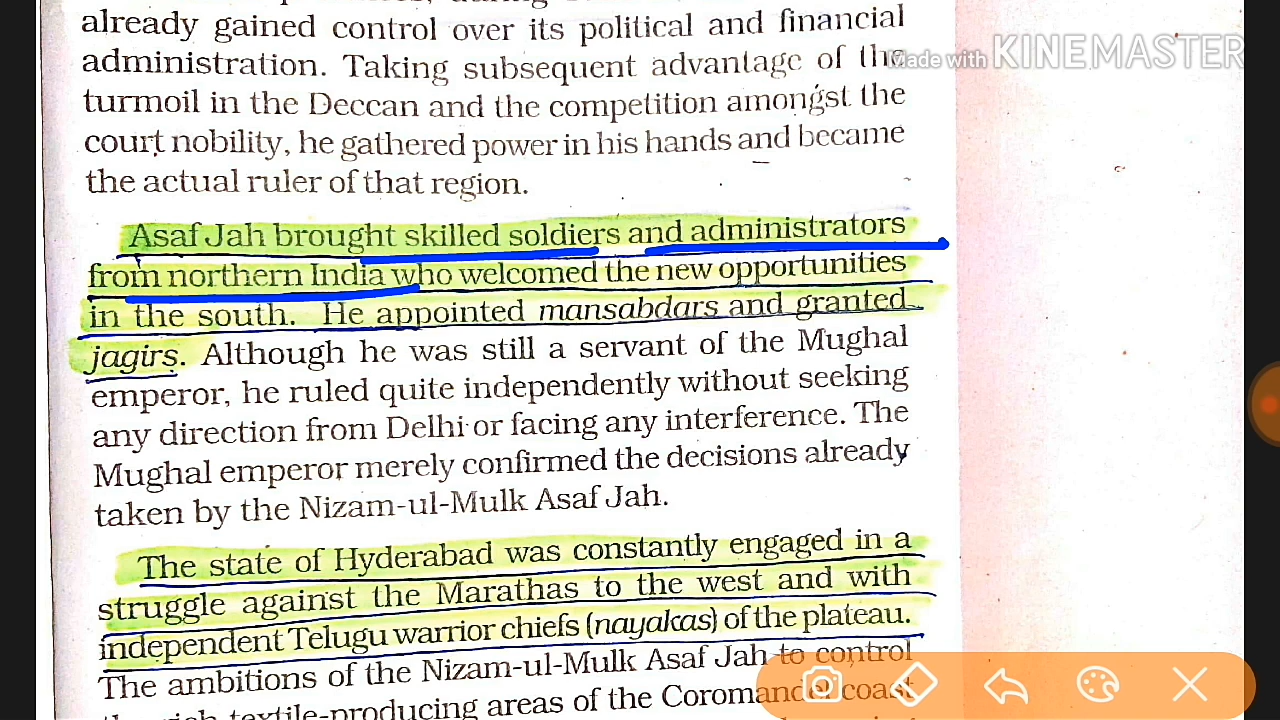 already gained control over its political and financial
administration. Taking subsequent advantage of the
Made with KINEMASTER
turmoil in the Deccan and the competition amongst the
court nobility, he gathered power in his hands and became
the actual ruler of that region.
Asaf Jah brought skilled soldiers and administrators
from northern India who welcomed the new opportunities
in the south. He appointed mansabdars and granted
jagirs. Although he was still a servant of the Mughal
emperor, he ruled quite independently without seeking
any direction from Delhi or facing any interference. The
Mughal emperor merely confirmed the decisions already
taken by the Nizam-ul-Mulk Asaf Jah.
The state of Hyderabad was constantly engaged in a
struggle against the Marathas to the west and with
independent Telugu warrior chiefs (nayakas) of the plateau.
The ambitions of the Nizam-ul-Mulk Asaf Jah to control
textile-producing areas of the Coromandel coast